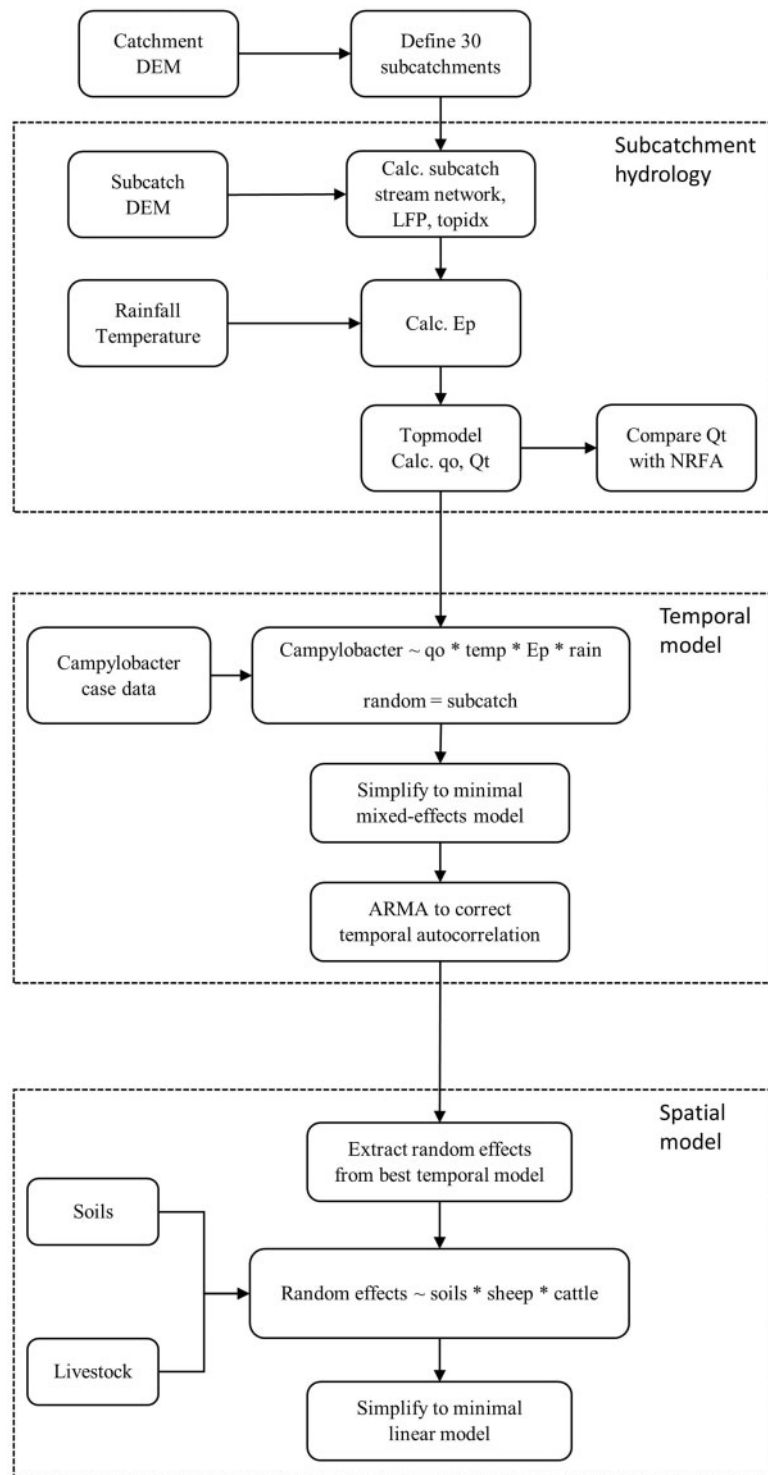 Catchment
DEM
Define 30
subcatchments
Subcatchment
hydrology
Subcatch
DEM
Calc. subcatch
stream network,
LFP, topidx
Rainfall
Temperature
Calc. Ep
Topmodel
Calc. qo, Qt
Compare Qt
with NRFA
Temporal
model
Campylobacter
case data
Campylobacter ~ qo * temp * Ep * rain
random = subcatch
Simplify to minimal
mixed-effects model
ARMA to correct
temporal autocorrelation
Spatial
model
Extract random effects
from best temporal model
Soils
Random effects ~ soils * sheep * cattle
Livestock
Simplify to minimal
linear model